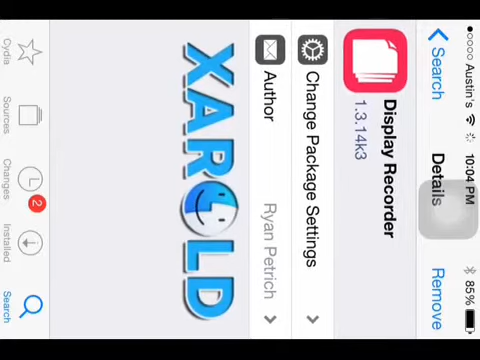 Austin's 10:04 PM 85%
Search Details Remove
Display Recorder
1.3.14k3
Change Package Settings
Author Ryan Petrich
XAROLD
2
Cydia Sources Changes Installed Search